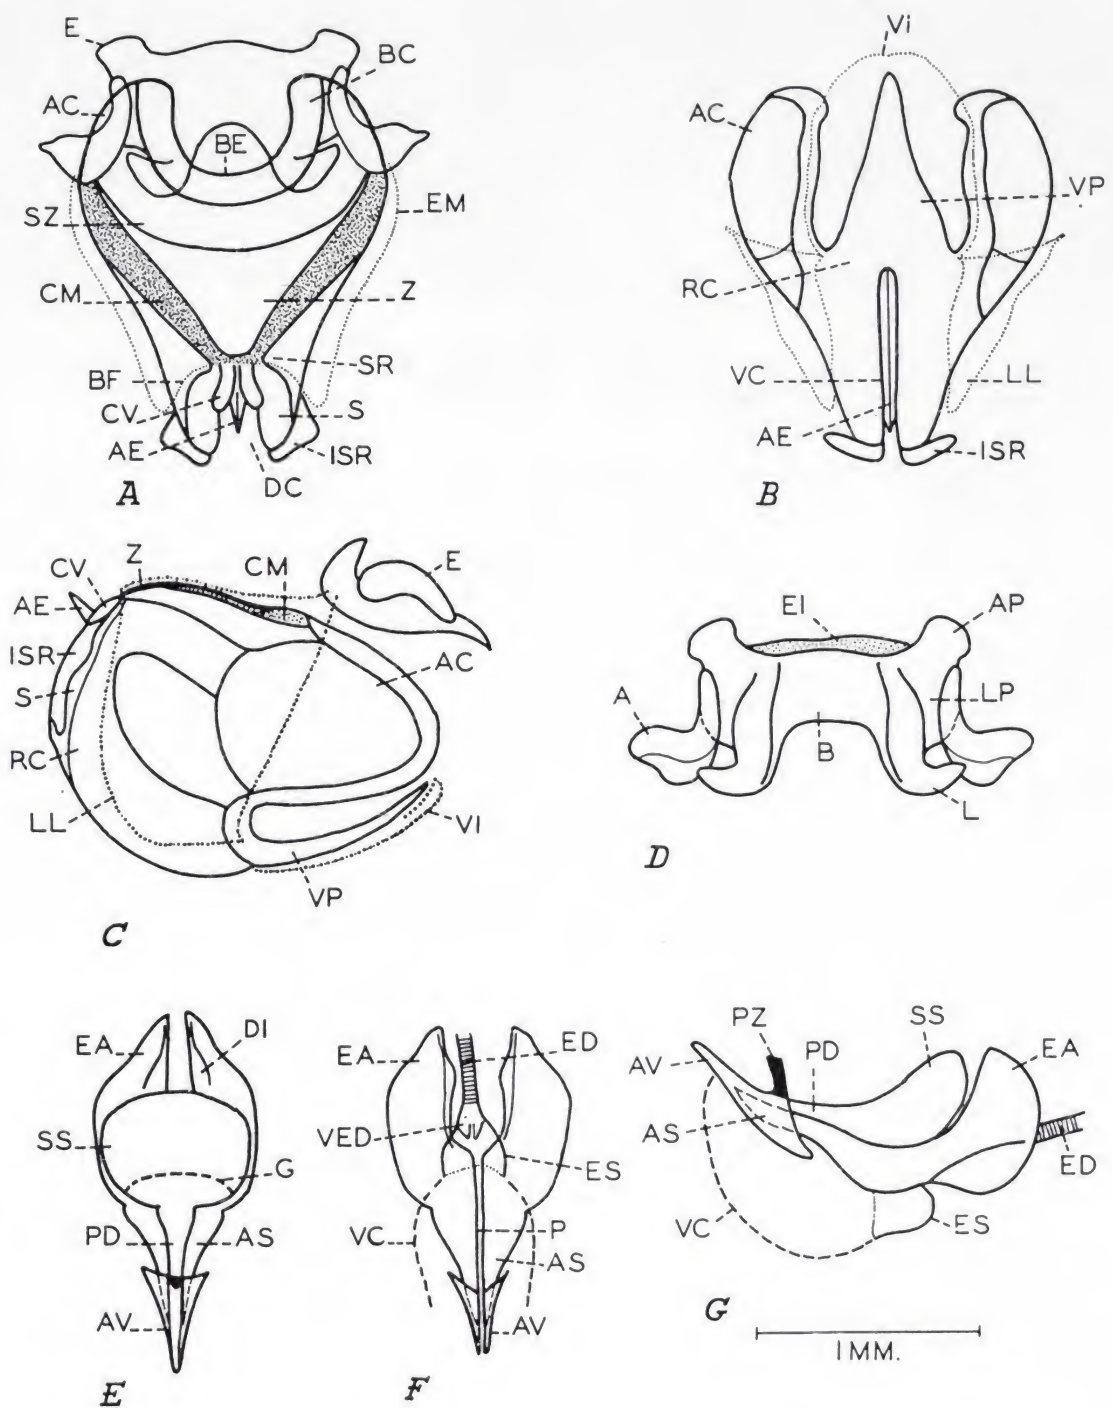 E
BC
AC
BE
SZ
EM
CM
Z
BF
SR
CV
S
AE
ISR
DC
A
Vi
AC
VP
RC
VC
LL
AE
ISR
B
Z
CV
CM
E
AE
ISR
S
AC
RC
LL
VI
VP
C
EI
AP
A
LP
B
L
D
EA
DI
SS
G
PD
AS
AV
E
EA
ED
VED
ES
VC
P
AS
AV
F
PZ
SS
AV
PD
EA
AS
ED
VC
ES
G
1 MM.